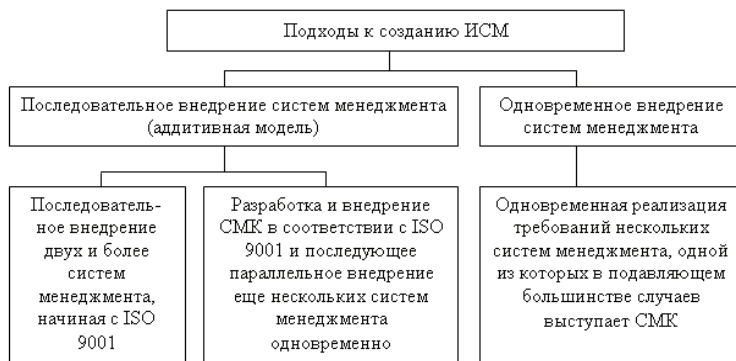 Подходы к созданию ИСМ
Последовательное внедрение систем менеджмента
(аддитивная модель)
Одновременное внедрение
систем менеджмента
Последователь-
ное внедрение
двух и более
систем
менеджмента,
начиная с ISO
9001
Разработка и внедрение
СМК в соответствии с ISO
9001 и последующее
параллельное внедрение
еще нескольких систем
менеджмента
одновременно
Одновременная реализация
требований нескольких
систем менеджмента, одной
из которых в подавляющем
большинстве случаев
выступает СМК